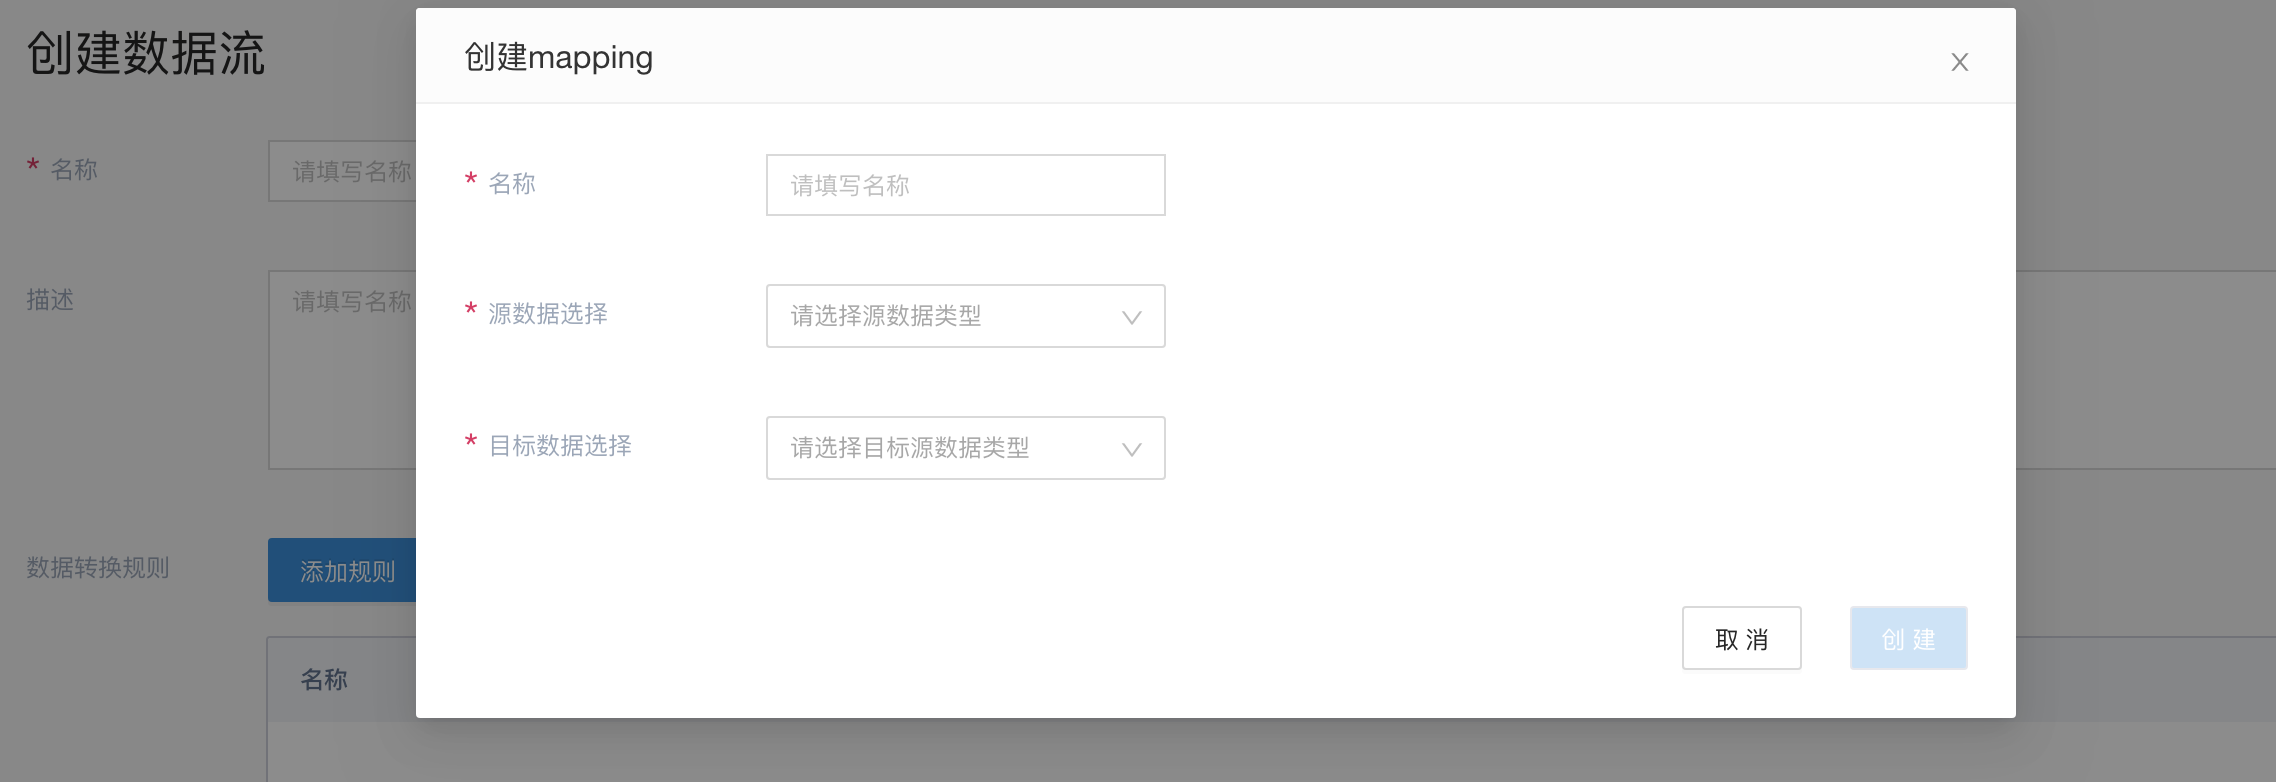 创建数据流
* 名称
请填写名称
描述
请填写名称
数据转换规则
添加规则
名称
创建mapping
* 名称
请填写名称
* 源数据选择
请选择源数据类型
* 目标数据选择
请选择目标源数据类型
取 消
创 建